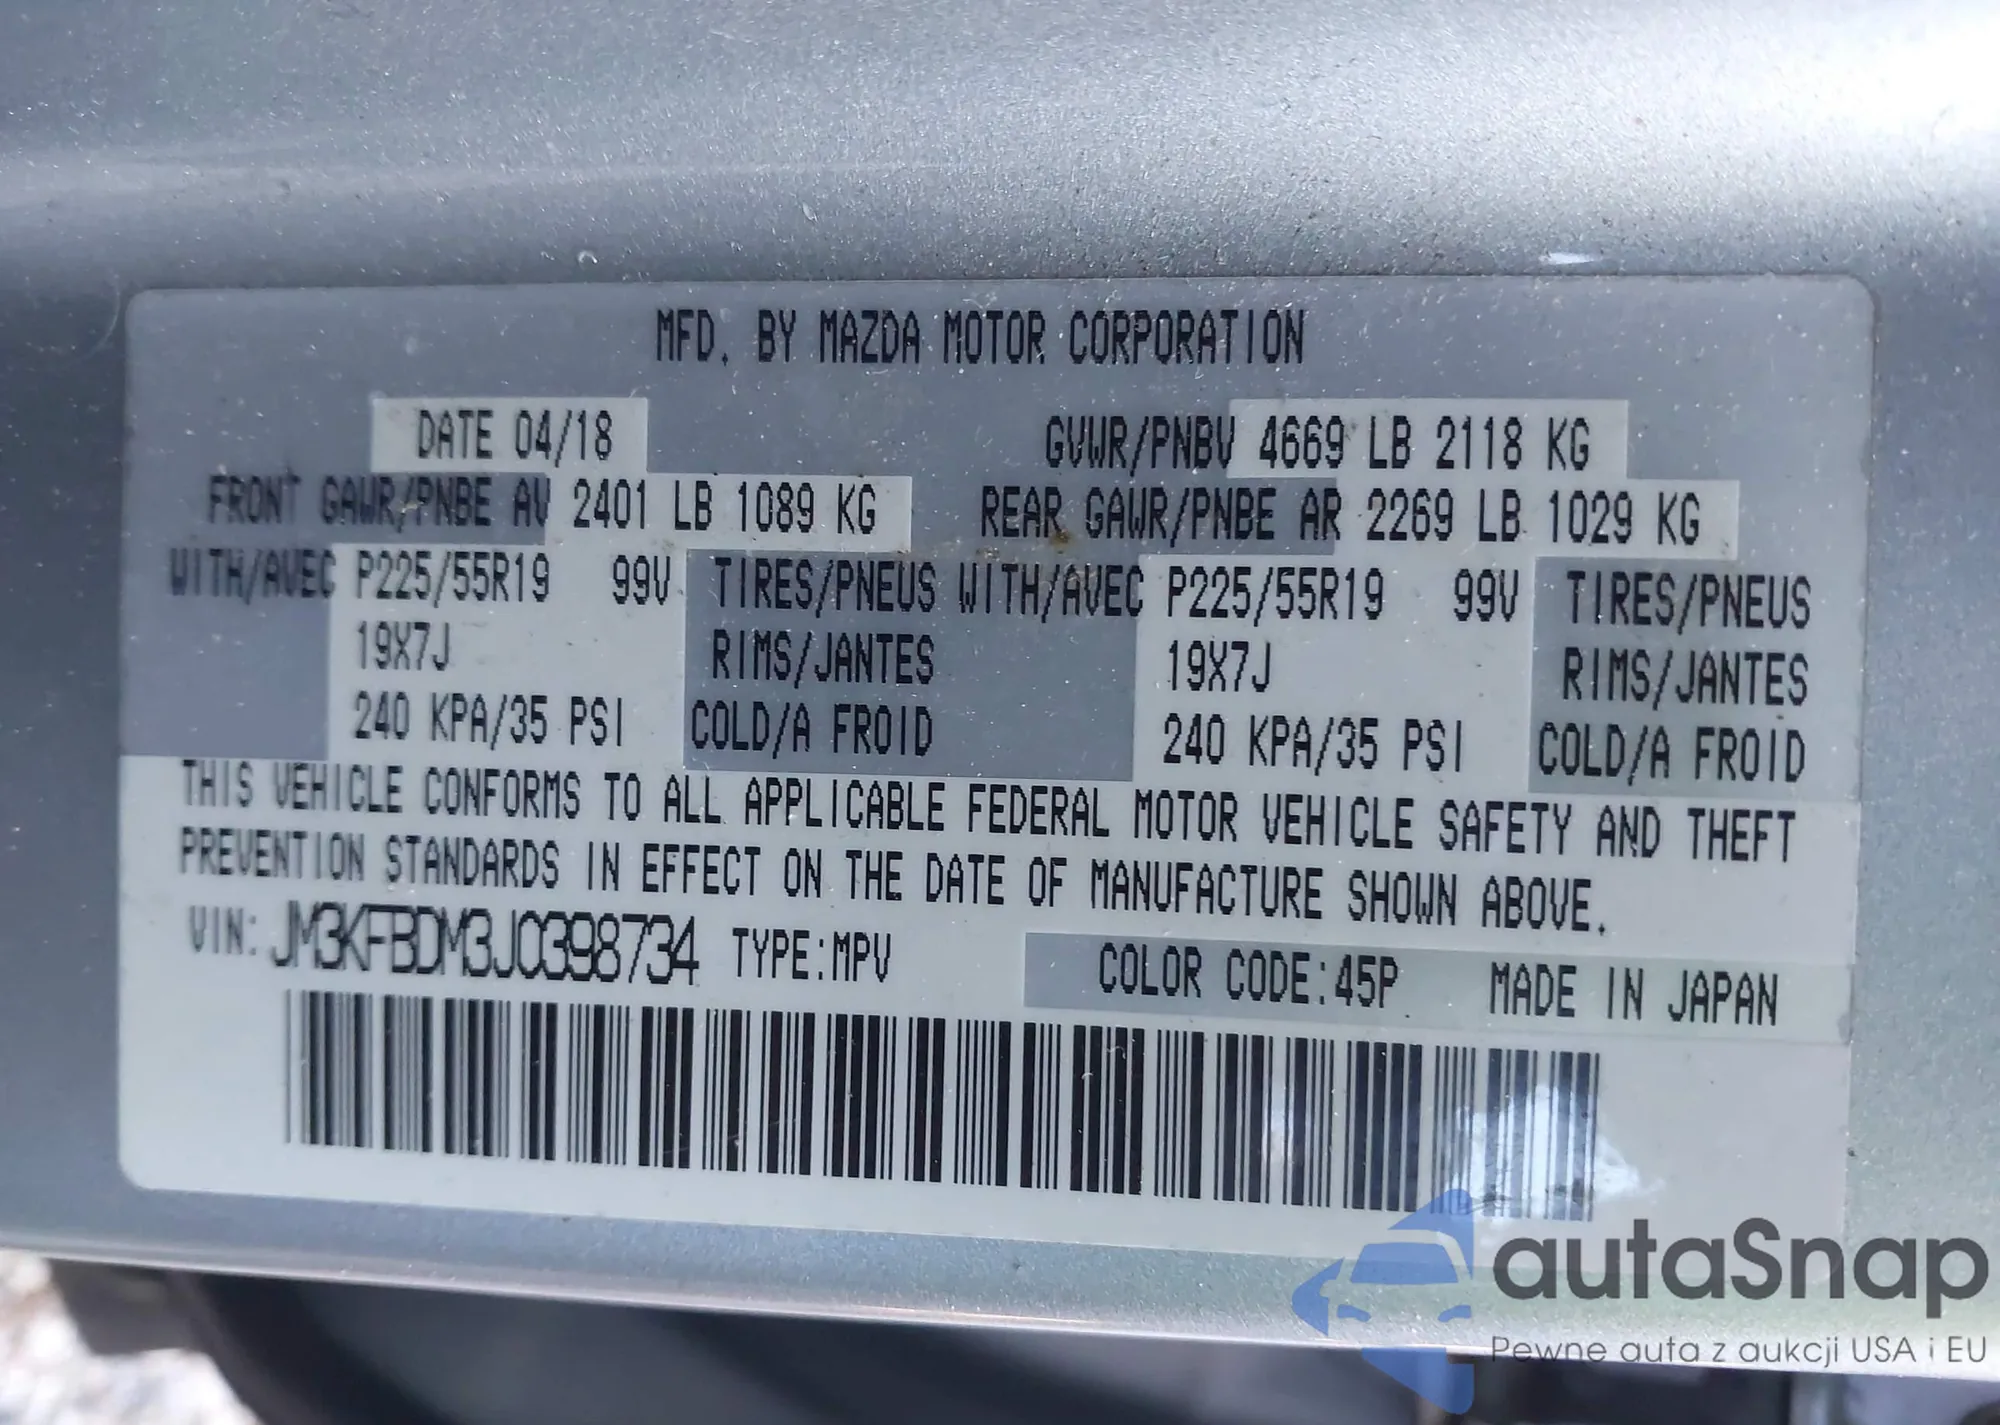 MFD. BY MAZDA MOTOR CORPORATION
DATE 04/18 GVWR/PNBV 4669 LB 2118 KG
FRONT GAWR/PNBE AV 2401 LB 1089 KG REAR GAWR/PNBE AR 2269 LB 1029 KG
WITH/AVEC P225/55R19 99V TIRES/PNEUS WITH/AVEC P225/55R19 99V TIRES/PNEUS
19X7J RIMS/JANTES 19X7J RIMS/JANTES
240 KPA/35 PSI COLD/A FROID 240 KPA/35 PSI COLD/A FROID
THIS VEHICLE CONFORMS TO ALL APPLICABLE FEDERAL MOTOR VEHICLE SAFETY AND THEFT
PREVENTION STANDARDS IN EFFECT ON THE DATE OF MANUFACTURE SHOWN ABOVE.
VIN: JM3KFBDM3J0398734 TYPE:MPV COLOR CODE:45P MADE IN JAPAN
autaSnap
Pewne auta z aukcji USA i EU